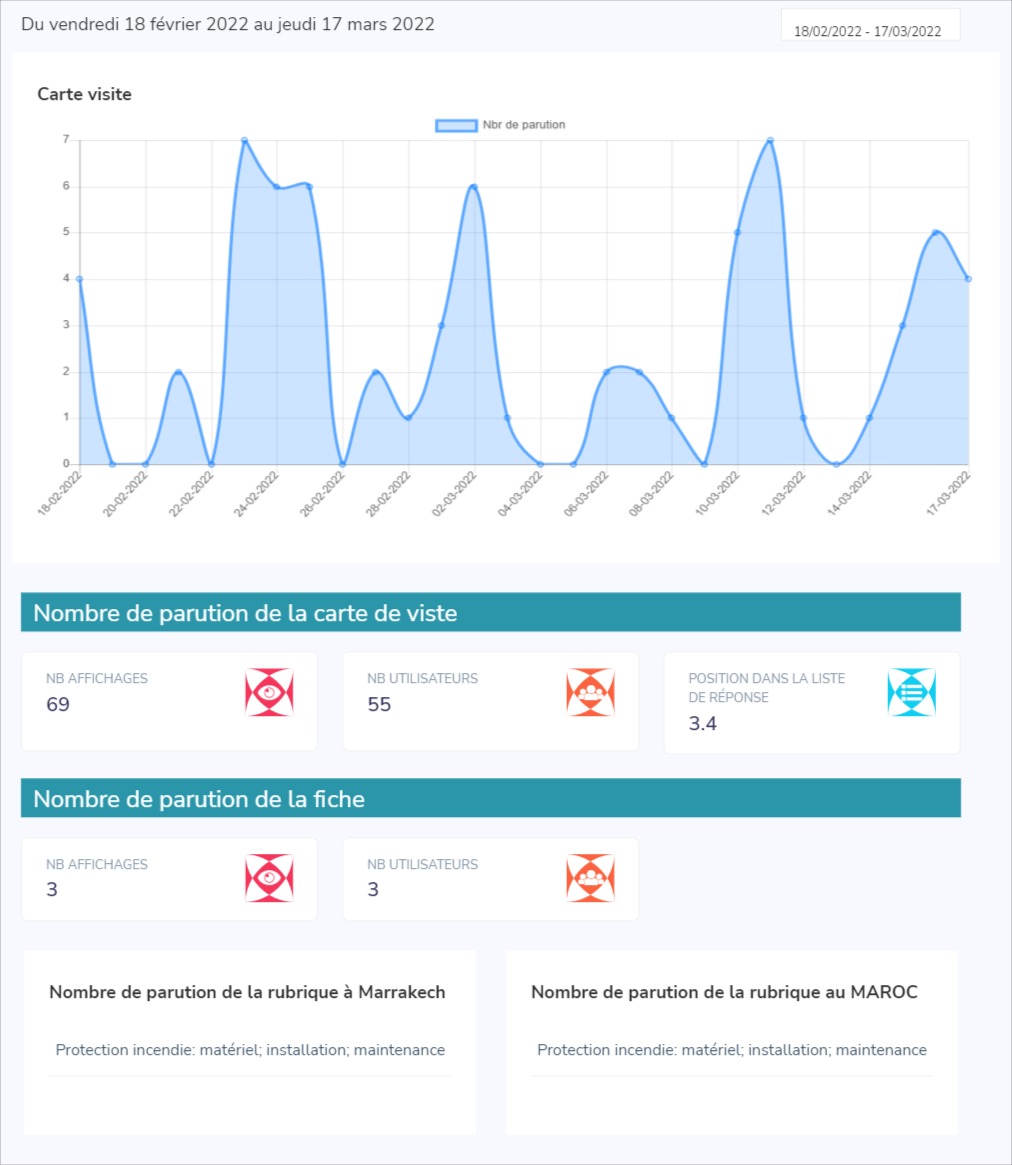 Du vendredi 18 février 2022 au jeudi 17 mars 2022
18/02/2022 - 17/03/2022
Carte visite
Nbr de parution
7
6
5
4
3
2
1
0
18-02-2022
20-02-2022
22-02-2022
24-02-2022
26-02-2022
28-02-2022
02-03-2022
04-03-2022
06-03-2022
08-03-2022
10-03-2022
12-03-2022
14-03-2022
17-03-2022
Nombre de parution de la carte de viste
NB AFFICHAGES
69
NB UTILISATEURS
55
POSITION DANS LA LISTE
DE RÉPONSE
3.4
Nombre de parution de la fiche
NB AFFICHAGES
3
NB UTILISATEURS
3
Nombre de parution de la rubrique à Marrakech
Protection incendie: matériel; installation; maintenance
Nombre de parution de la rubrique au MAROC
Protection incendie: matériel; installation; maintenance